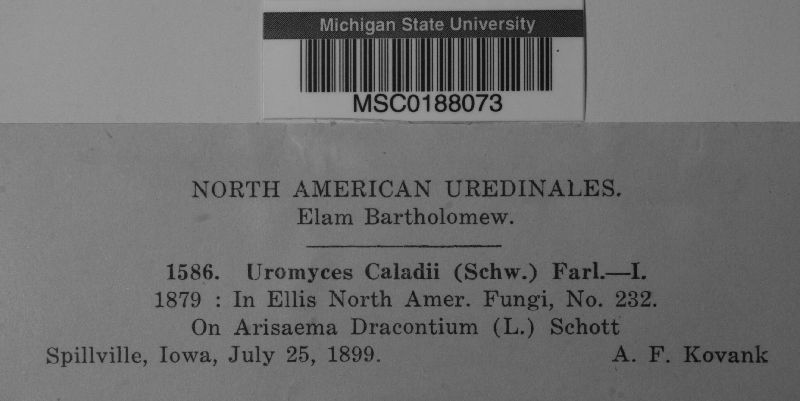 Michigan State University
MSC0188073
NORTH AMERICAN UREDINALES.
Elam Bartholomew.
1586. Uromyces Caladii (Schw.) Farl.—I.
1879 : In Ellis North Amer. Fungi, No. 232.
On Arisaema Dracontium (L.) Schott
Spillville, Iowa, July 25, 1899. A. F. Kovank